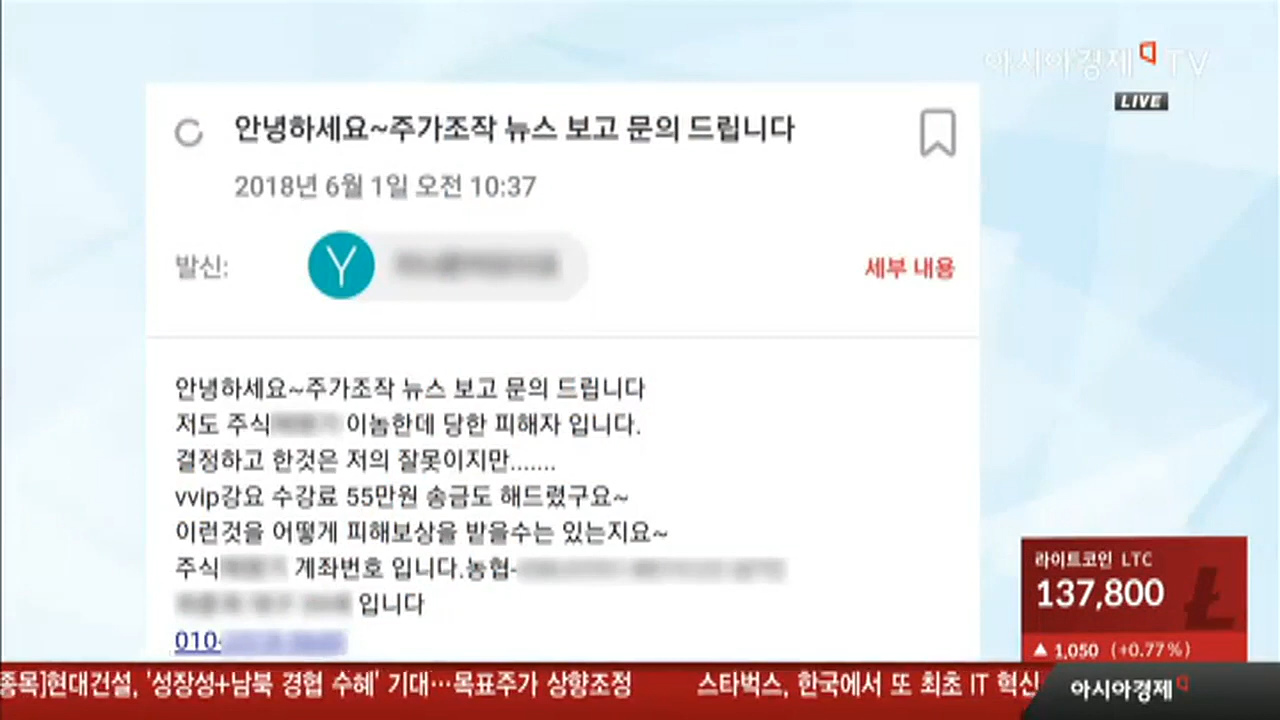 아시아경제 TV
LIVE
안녕하세요~주가조작 뉴스 보고 문의 드립니다
2018년 6월 1일 오전 10:37
발신:
Y
세부 내용
안녕하세요~주가조작 뉴스 보고 문의 드립니다
저도 주식 이놈한데 당한 피해자 입니다.
결정하고 한것은 저의 잘못이지만.......
vvip강요 수강료 55만원 송금도 해드렸구요~
이런것을 어떻게 피해보상을 받을수는 있는지요~
주식 계좌번호 입니다.농협-
입니다
010-
라이트코인 LTC
137,800
▲ 1,050 (+0.77%)
종목]현대건설, '성장성+남북 경협 수혜' 기대…목표주가 상향조정 스타벅스, 한국에서 또 최초 IT 혁신
아시아경제